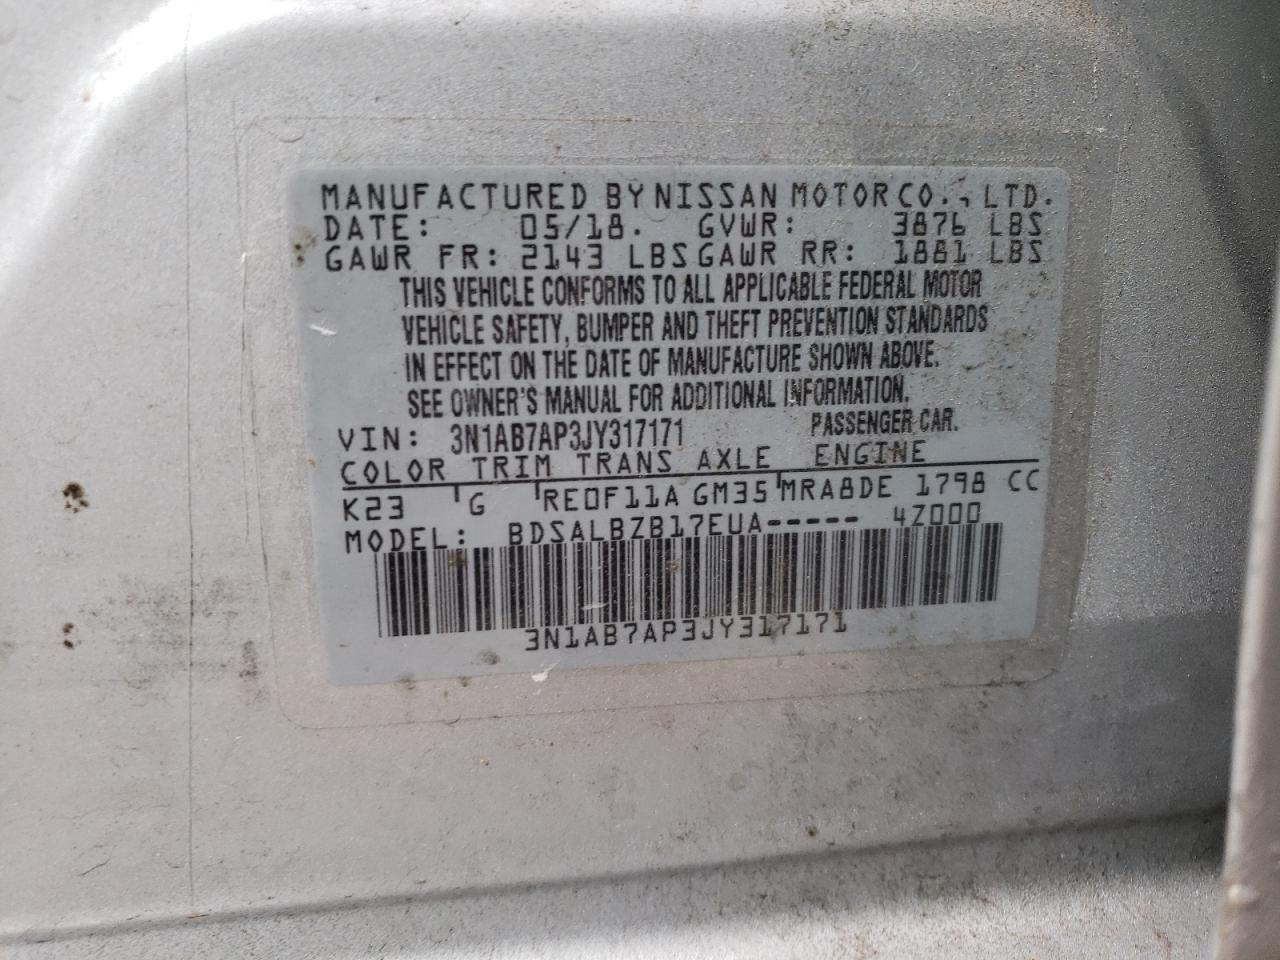 MANUFACTURED BY NISSAN MOTOR CO., LTD.
DATE: 05/18. GVWR: 3876 LBS
GAWR FR: 2143 LBS GAWR RR: 1881 LBS
THIS VEHICLE CONFORMS TO ALL APPLICABLE FEDERAL MOTOR
VEHICLE SAFETY, BUMPER AND THEFT PREVENTION STANDARDS
IN EFFECT ON THE DATE OF MANUFACTURE SHOWN ABOVE.
SEE OWNER'S MANUAL FOR ADDITIONAL INFORMATION.
VIN: 3N1AB7AP3JY317171 PASSENGER CAR.
COLOR TRIM TRANS AXLE ENGINE
K23 G RE0F11A GM35 MRA8DE 1798 CC
MODEL: BDSALBZB17EUA----- 4Z000
3N1AB7AP3JY317171